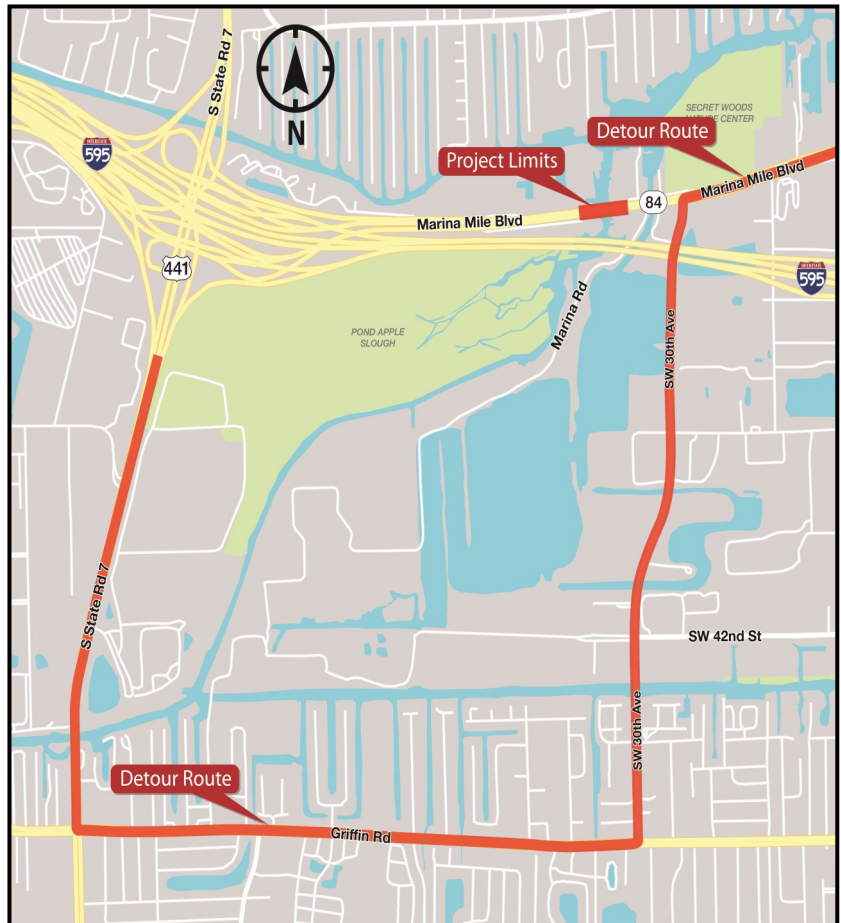 S State Rd 7
N
SECRET WOODS
NATURE CENTER
Detour Route
Project Limits
INTERSTATE
595
Marina Mile Blvd
84
Marina Mile Blvd
441
INTERSTATE
595
POND APPLE
SLOUGH
Marina Rd
SW 30th Ave
S State Rd 7
SW 42nd St
SW 30th Ave
Detour Route
Griffin Rd